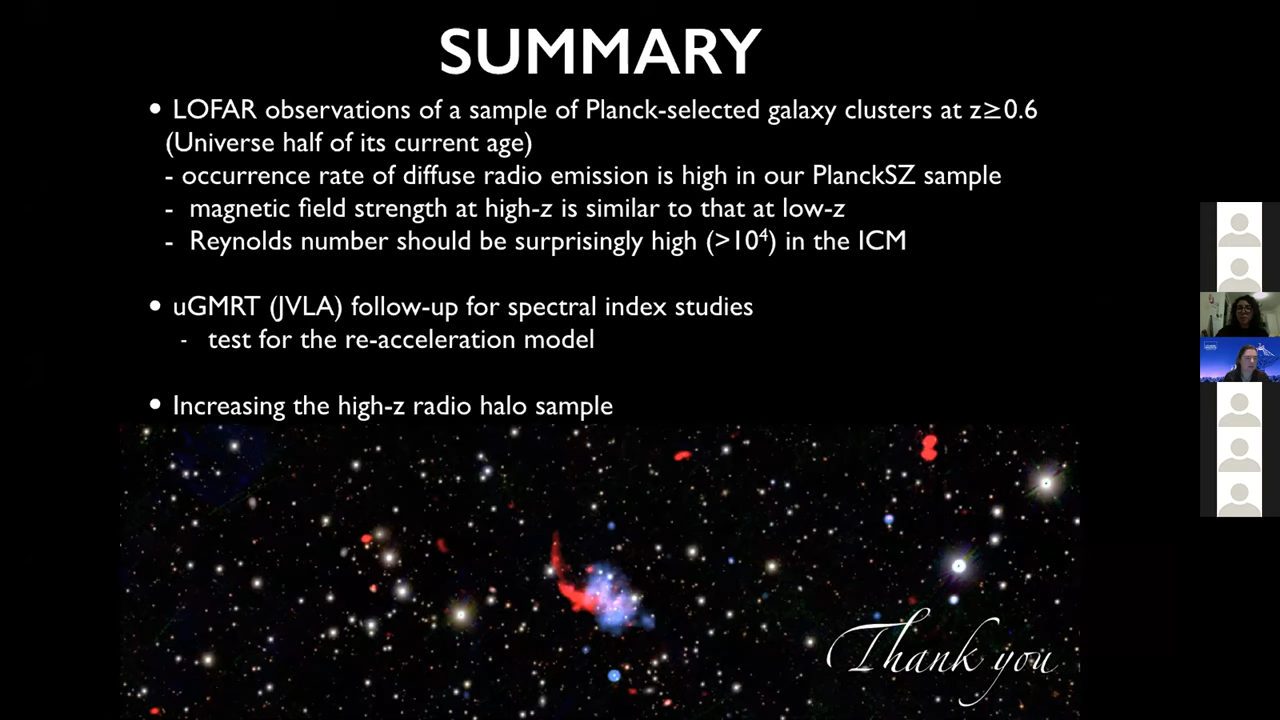 SUMMARY
• LOFAR observations of a sample of Planck-selected galaxy clusters at z≥0.6
(Universe half of its current age)
- occurrence rate of diffuse radio emission is high in our PlanckSZ sample
- magnetic field strength at high-z is similar to that at low-z
- Reynolds number should be surprisingly high (>10⁴) in the ICM
• uGMRT (JVLA) follow-up for spectral index studies
- test for the re-acceleration model
• Increasing the high-z radio halo sample
Thank you